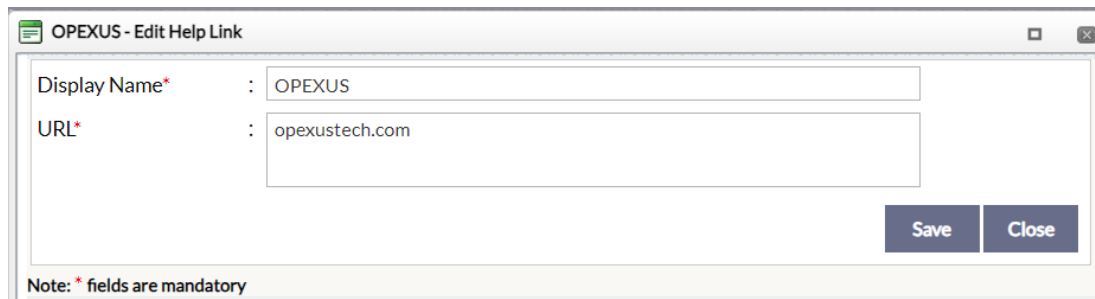 OPEXUS - Edit Help Link
Display Name* : OPEXUS
URL* : opexustech.com
Save Close
Note: * fields are mandatory